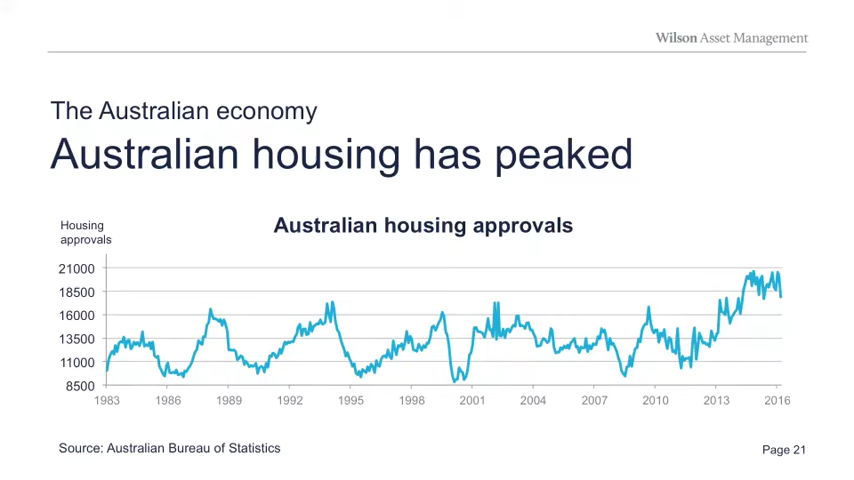 Wilson Asset Management
The Australian economy
Australian housing has peaked
Housing
approvals
Australian housing approvals
21000
18500
16000
13500
11000
8500
1983 1986 1989 1992 1995 1998 2001 2004 2007 2010 2013 2016
Source: Australian Bureau of Statistics
Page 21